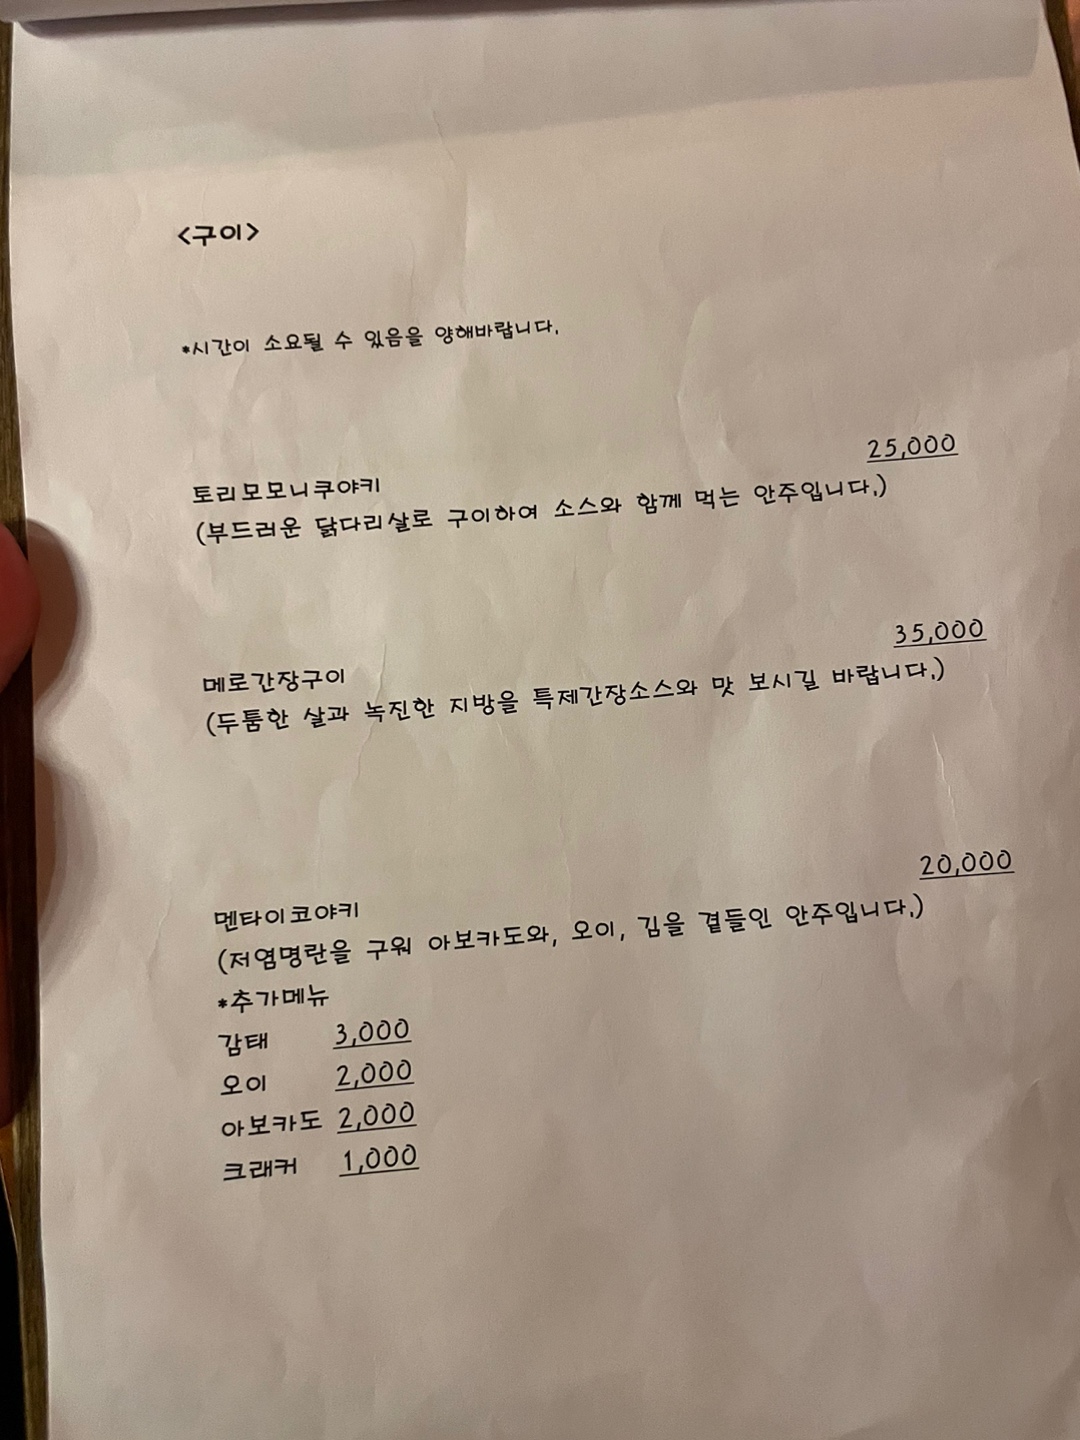 <구이>
*시간이 소요될 수 있음을 양해바랍니다.
25,000
토리모모니쿠야키
(부드러운 닭다리살로 구이하여 소스와 함께 먹는 안주입니다.)
35,000
메로간장구이
(두툼한 살과 녹진한 지방을 특제간장소스와 맛 보시길 바랍니다.)
20,000
멘타이코야키
(저염명란을 구워 아보카도와, 오이, 김을 곁들인 안주입니다.)
*추가메뉴
감태 3,000
오이 2,000
아보카도 2,000
크래커 1,000